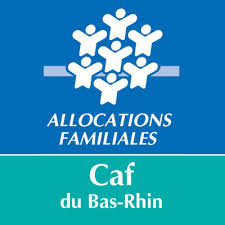 ALLOCATIONS
FAMILIALES
Caf
du Bas-Rhin